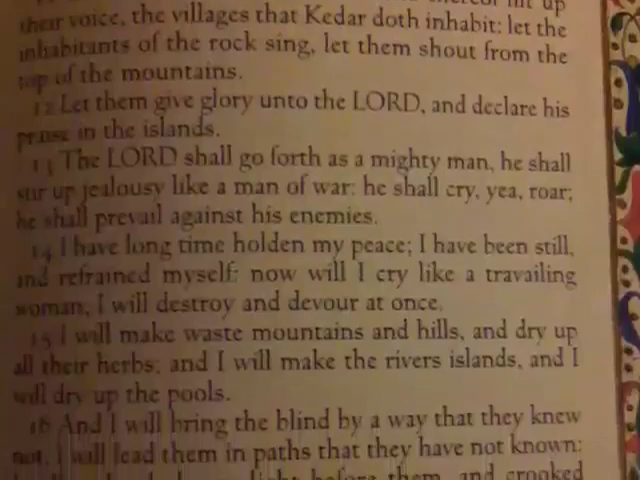 their voice, the villages that Kedar doth inhabit: let the
inhabitants of the rock sing, let them shout from the
top of the mountains.
12 Let them give glory unto the LORD, and declare his
praise in the islands.
13 The LORD shall go forth as a mighty man, he shall
stir up jealousy like a man of war: he shall cry, yea, roar;
he shall prevail against his enemies.
14 I have long time holden my peace; I have been still,
and refrained myself: now will I cry like a travailing
woman; I will destroy and devour at once.
15 I will make waste mountains and hills, and dry up
all their herbs; and I will make the rivers islands, and I
will dry up the pools.
16 And I will bring the blind by a way that they knew
not; I will lead them in paths that they have not known:
light before them, and crooked